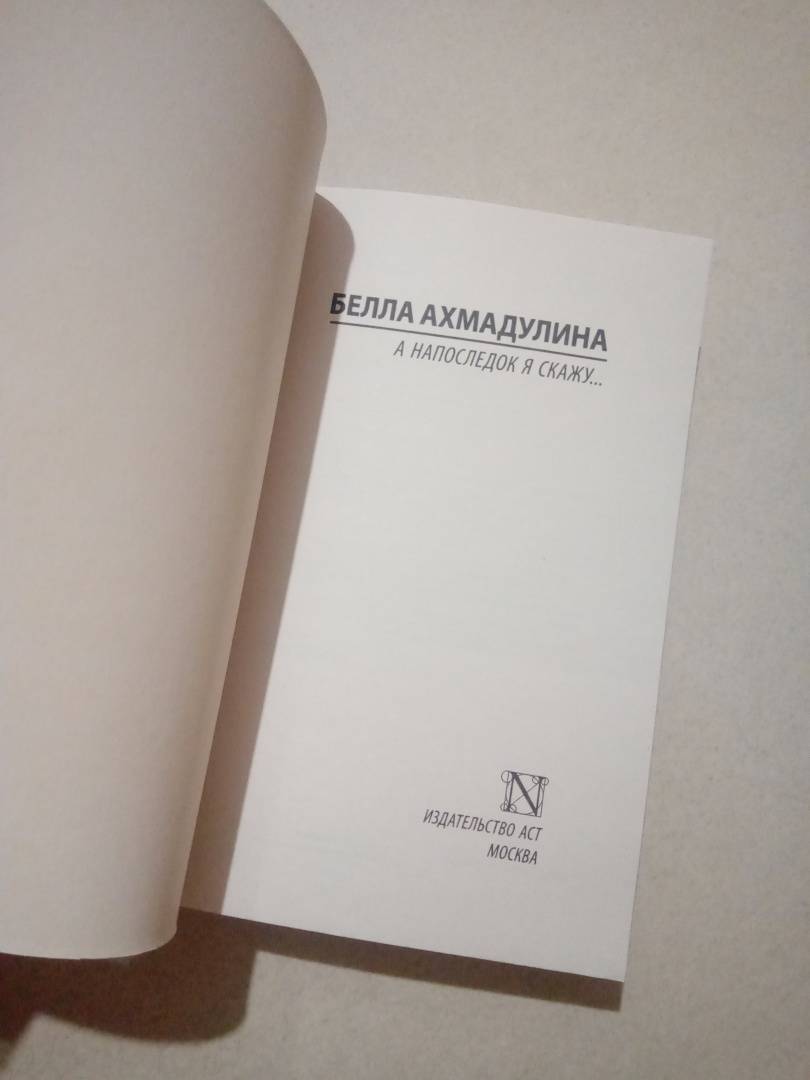 БЕЛЛА АХМАДУЛИНА
А НАПОСЛЕДОК Я СКАЖУ...
N
ИЗДАТЕЛЬСТВО АСТ
МОСКВА